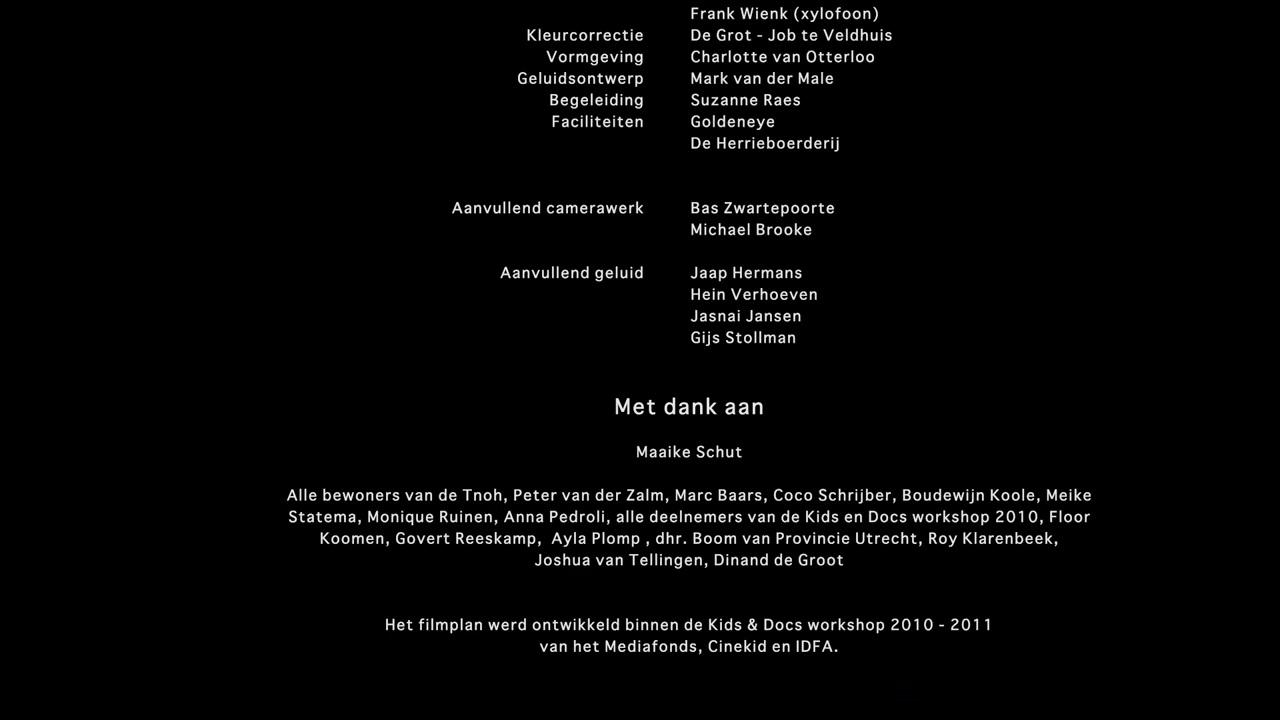 Frank Wienk (xylofoon)
Kleurcorrectie De Grot - Job te Veldhuis
Vormgeving Charlotte van Otterloo
Geluidsontwerp Mark van der Male
Begeleiding Suzanne Raes
Faciliteiten Goldeneye
De Herrieboerderij
Aanvullend camerawerk Bas Zwartepoorte
Michael Brooke
Aanvullend geluid Jaap Hermans
Hein Verhoeven
Jasnai Jansen
Gijs Stollman
Met dank aan
Maaike Schut
Alle bewoners van de Tnoh, Peter van der Zalm, Marc Baars, Coco Schrijber, Boudewijn Koole, Meike
Statema, Monique Ruinen, Anna Pedroli, alle deelnemers van de Kids en Docs workshop 2010, Floor
Koomen, Govert Reeskamp,  Ayla Plomp , dhr. Boom van Provincie Utrecht, Roy Klarenbeek,
Joshua van Tellingen, Dinand de Groot
Het filmplan werd ontwikkeld binnen de Kids & Docs workshop 2010 - 2011
van het Mediafonds, Cinekid en IDFA.